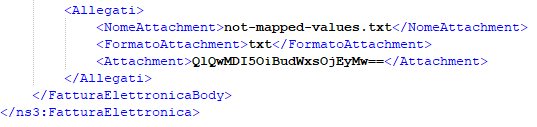 <Allegati>
<NomeAttachment>not-mapped-values.txt</NomeAttachment>
<FormatoAttachment>txt</FormatoAttachment>
<Attachment>QlQwMDI5OiBudWxsOjEyMw==</Attachment>
</Allegati>
</FatturaElettronicaBody>
</ns3:FatturaElettronica>